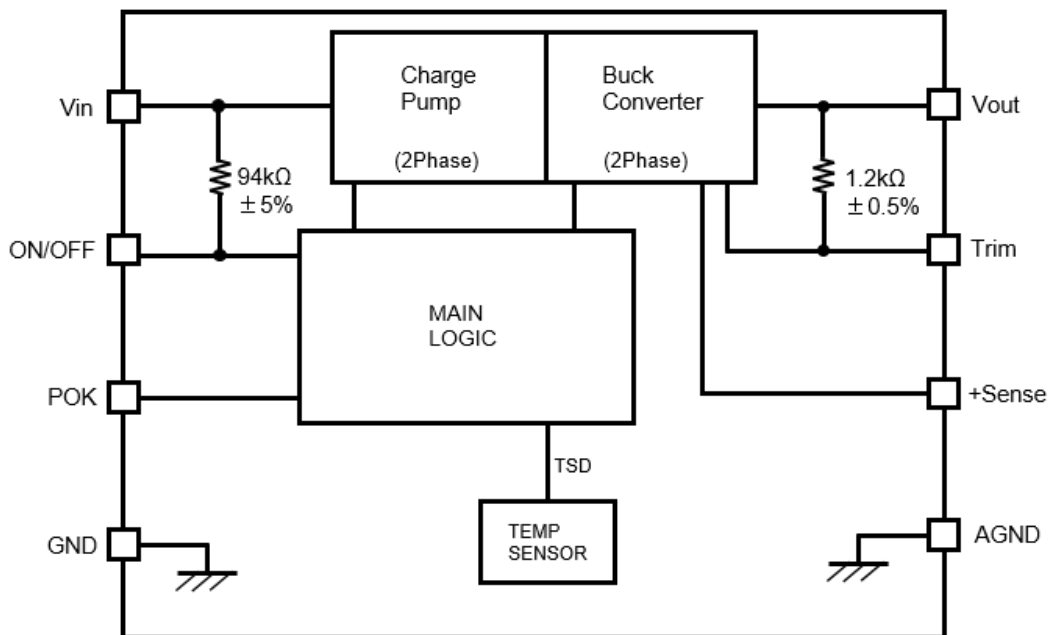 Charge
Pump
(2Phase)
Buck
Converter
(2Phase)
Vin
Vout
94kΩ
±5%
1.2kΩ
±0.5%
ON/OFF
Trim
MAIN
LOGIC
POK
+Sense
TSD
GND
TEMP
SENSOR
AGND